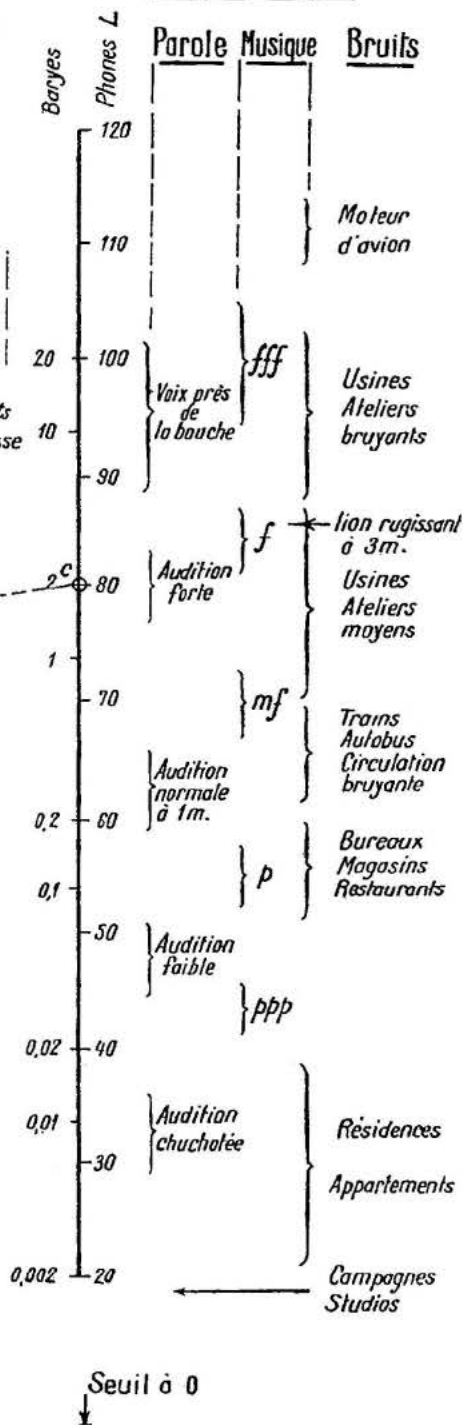 Baryes
Phones L
Parole
Musique
Bruits
120
Moteur
d'avion
110
20
100
fff
Voix près
de
la bouche
Usines
Ateliers
bruyants
ts
sse
10
90
f
lion rugissant
à 3m.
Audition
forte
2
c
80
Usines
Ateliers
moyens
1
70
mf
Trains
Autobus
Circulation
bruyante
Audition
normale
à 1m.
0,2
60
Bureaux
Magasins
Restaurants
p
0,1
50
Audition
faible
ppp
0,02
40
0,01
Audition
chuchotée
Résidences
30
Appartements
0,002
20
Campagnes
Studios
Seuil à 0